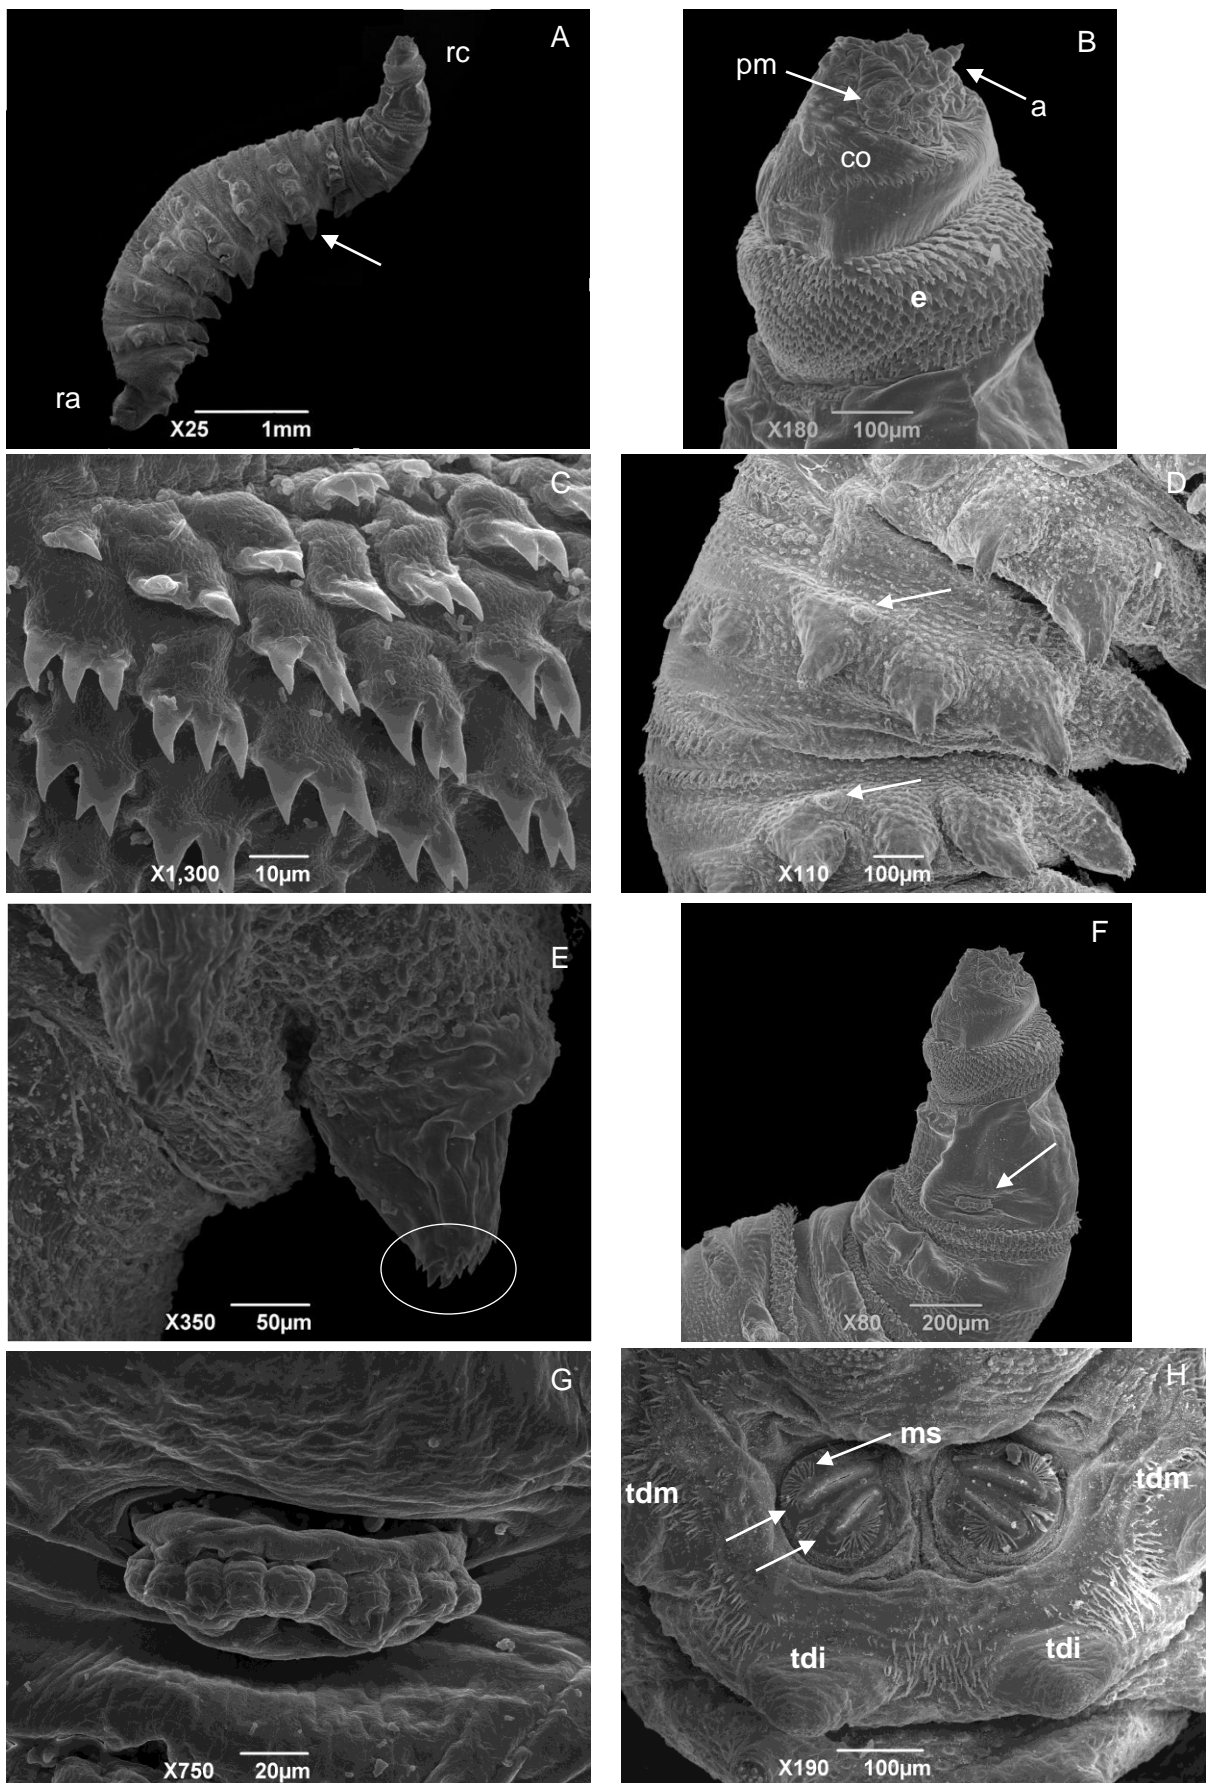 A
rc
ra
X25 1mm
B
pm
a
co
e
X180 100µm
C
X1,300 10µm
D
X110 100µm
E
X350 50µm
F
X80 200µm
G
X750 20µm
H
ms
tdm tdm
tdi tdi
X190 100µm